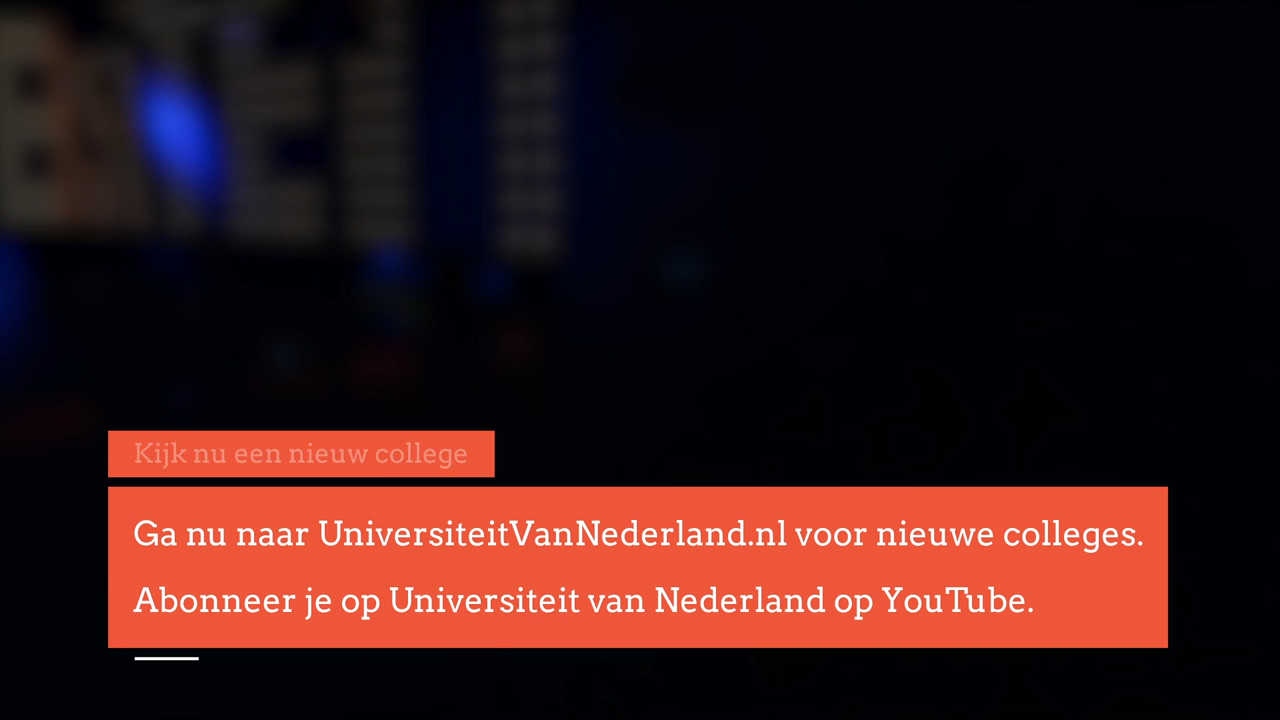 Kijk nu een nieuw college
Ga nu naar UniversiteitVanNederland.nl voor nieuwe colleges.
Abonneer je op Universiteit van Nederland op YouTube.